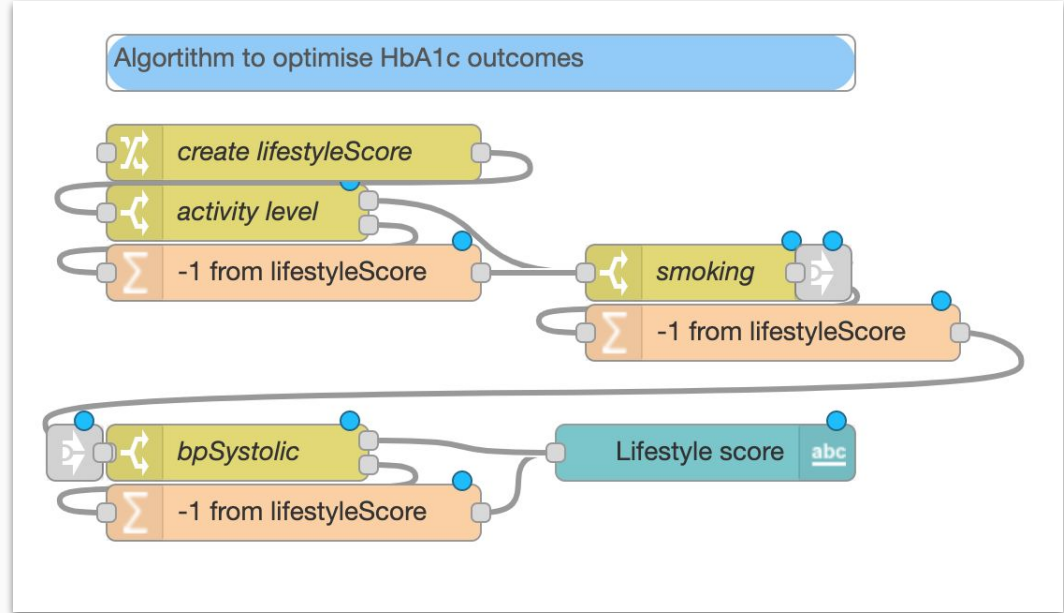 Algortithm to optimise HbA1c outcomes
create lifestyleScore
activity level
-1 from lifestyleScore
smoking
-1 from lifestyleScore
bpSystolic
Lifestyle score
abc
-1 from lifestyleScore